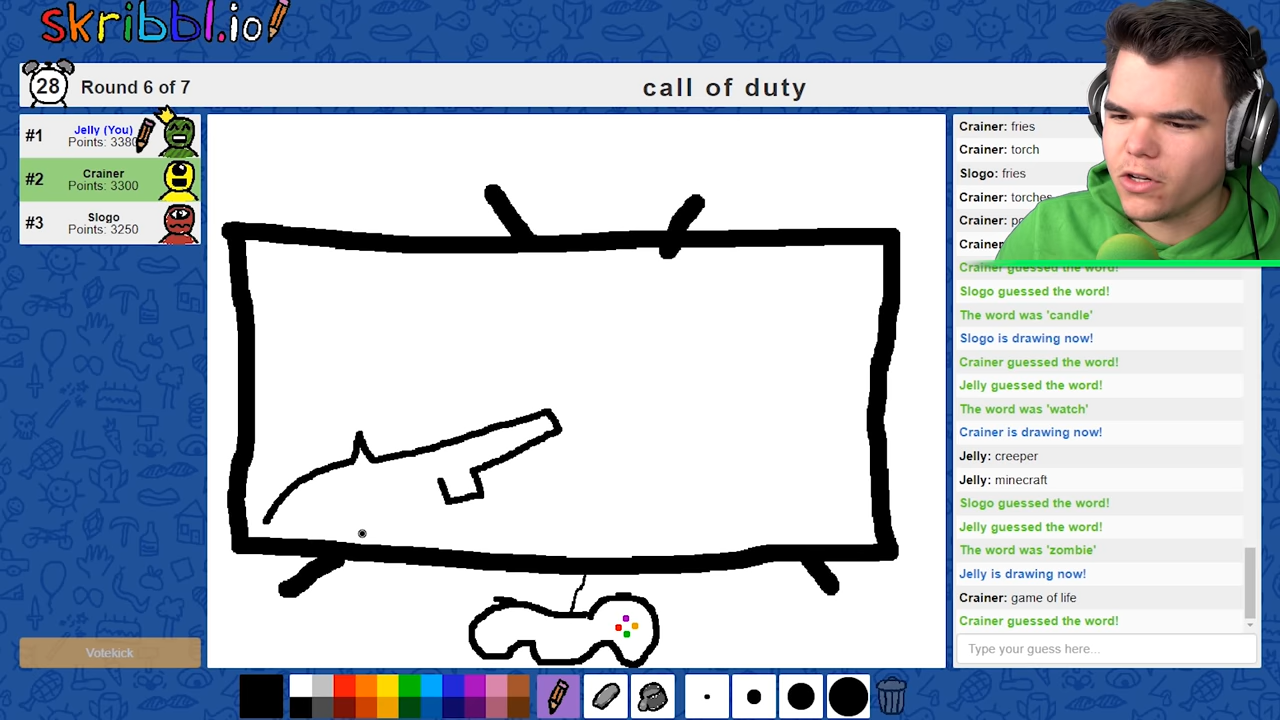 skribbl.io
28
Round 6 of 7
call of duty
#1
Jelly (You)
Points: 3380
#2
Crainer
Points: 3300
#3
Slogo
Points: 3250
Votekick
Crainer: fries
Crainer: torch
Slogo: fries
Crainer: torches
Crainer:
Crainer
Crainer guessed the word!
Slogo guessed the word!
The word was 'candle'
Slogo is drawing now!
Crainer guessed the word!
Jelly guessed the word!
The word was 'watch'
Crainer is drawing now!
Jelly: creeper
Jelly: minecraft
Slogo guessed the word!
Jelly guessed the word!
The word was 'zombie'
Jelly is drawing now!
Crainer: game of life
Crainer guessed the word!
Type your guess here...